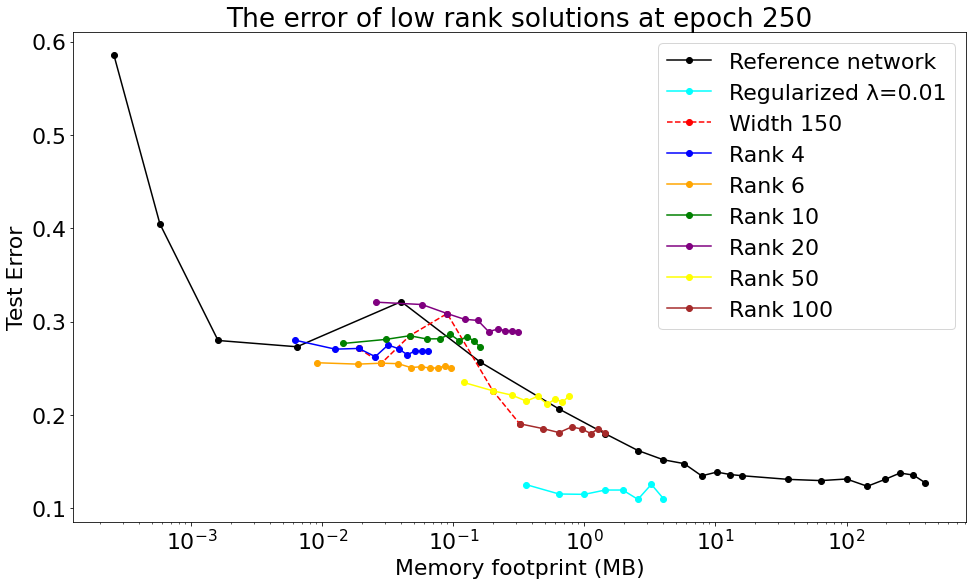 The error of low rank solutions at epoch 250
Test Error
0.6
0.5
0.4
0.3
0.2
0.1
Reference network
Regularized λ=0.01
Width 150
Rank 4
Rank 6
Rank 10
Rank 20
Rank 50
Rank 100
10⁻³ 10⁻² 10⁻¹ 10⁰ 10¹ 10²
Memory footprint (MB)